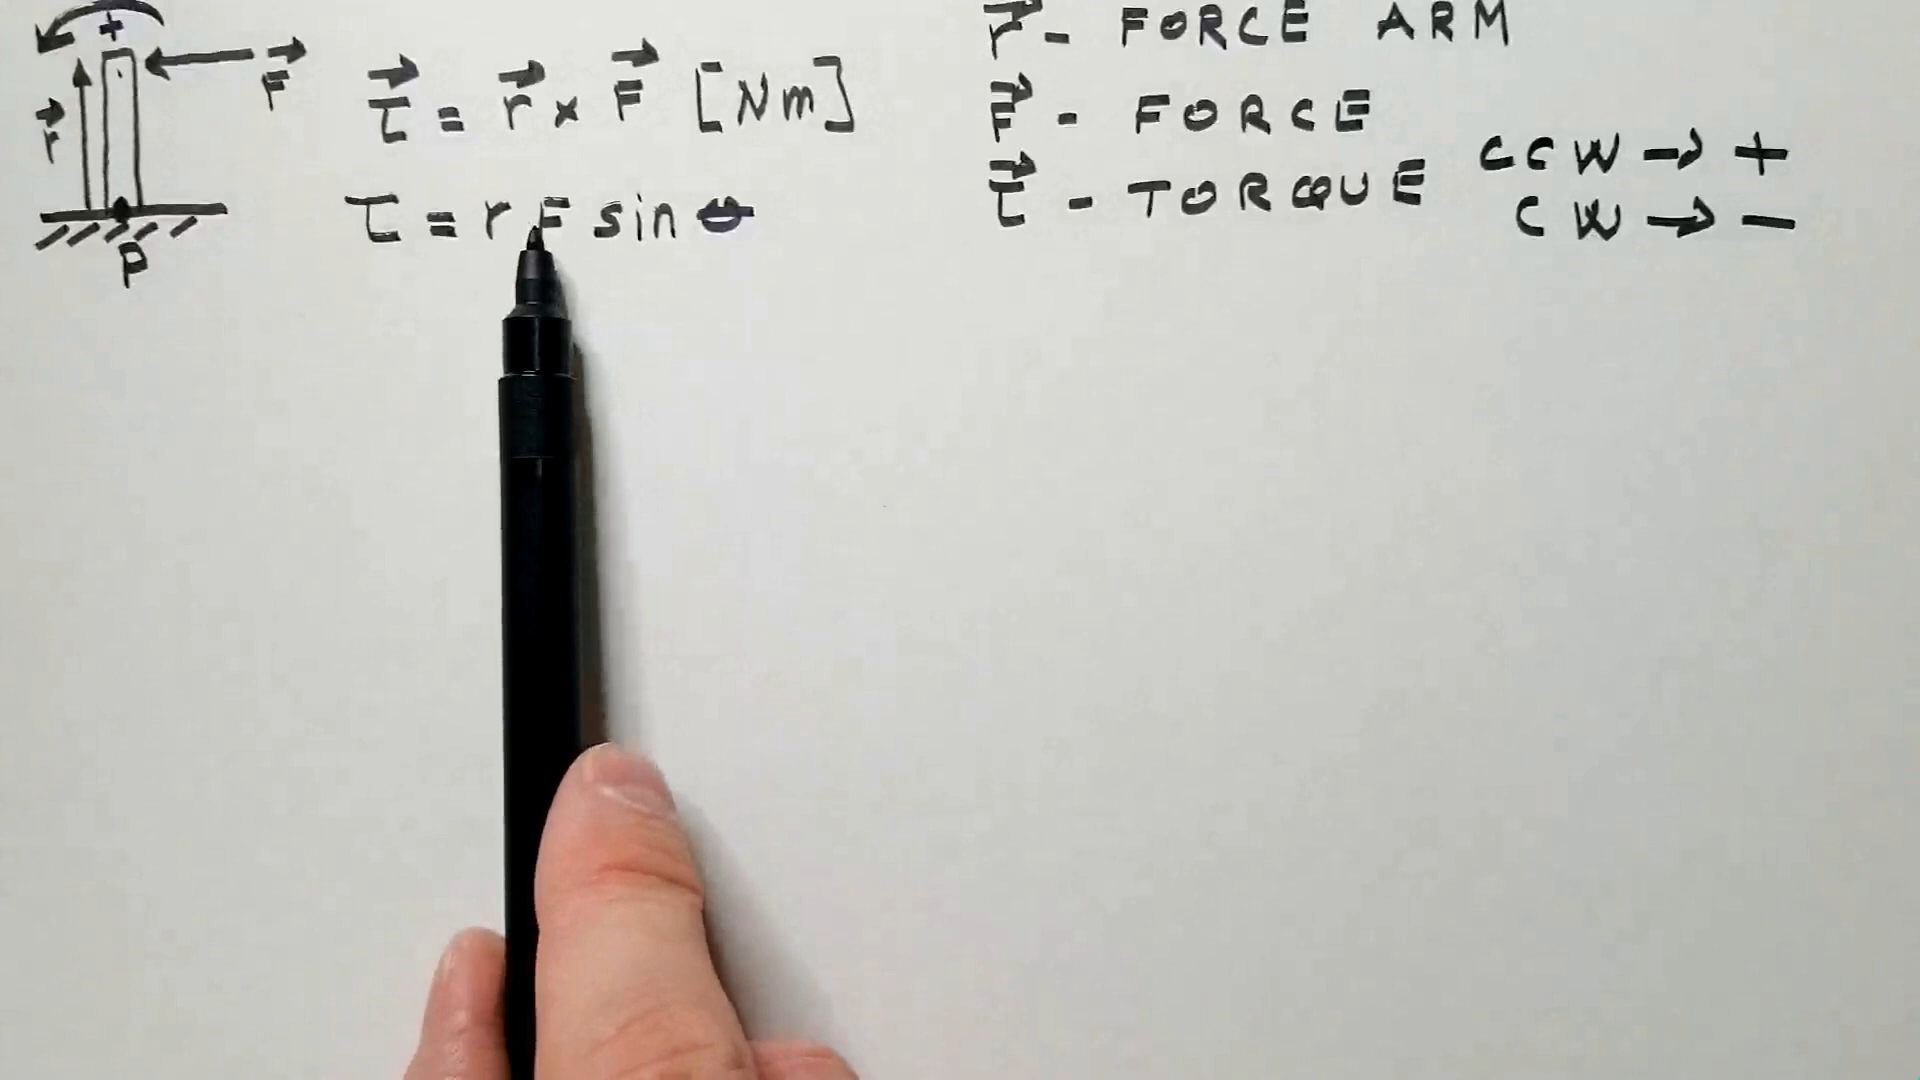 +
r⃗
F⃗
P
τ⃗ = r⃗ × F⃗ [Nm]
τ = r F sin θ
r⃗ - FORCE ARM
F⃗ - FORCE
τ⃗ - TORQUE
CCW → +
CW → −